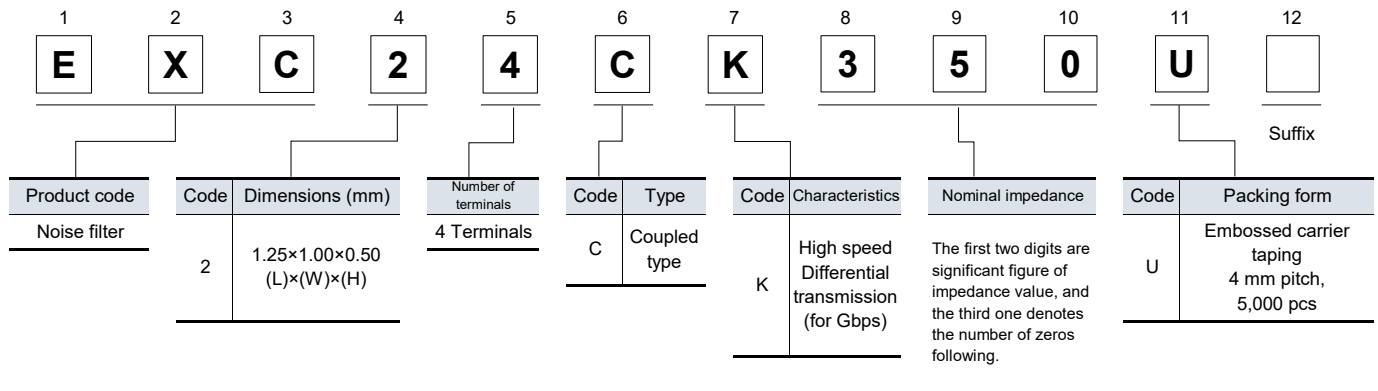 1 2 3 4 5 6 7 8 9 10 11 12
E X C 2 4 C K 3 5 0 U
Suffix
Product code
Noise filter
Code Dimensions (mm)
2
1.25×1.00×0.50
(L)×(W)×(H)
Number of
terminals
4 Terminals
Code Type
C
Coupled
type
Code Characteristics
K
High speed
Differential
transmission
(for Gbps)
Nominal impedance
The first two digits are
significant figure of
impedance value, and
the third one denotes
the number of zeros
following.
Code Packing form
U
Embossed carrier
taping
4 mm pitch,
5,000 pcs